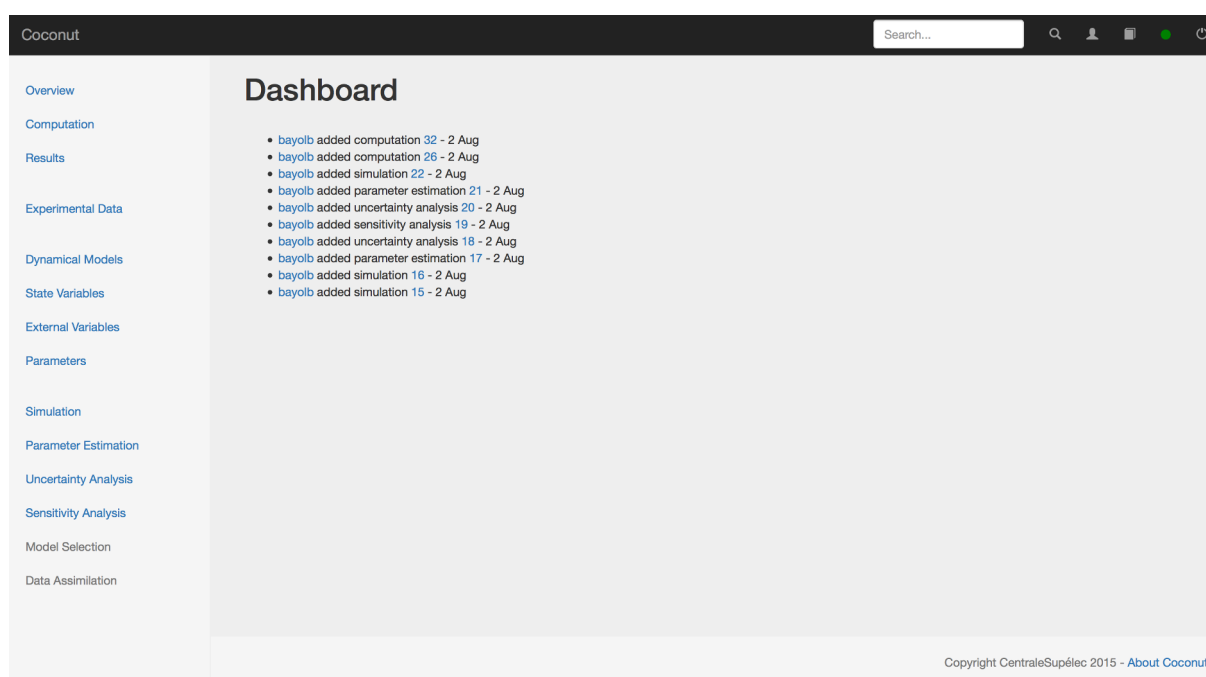 Coconut
Search...
Overview
Computation
Results
Experimental Data
Dynamical Models
State Variables
External Variables
Parameters
Simulation
Parameter Estimation
Uncertainty Analysis
Sensitivity Analysis
Model Selection
Data Assimilation
Dashboard
• bayolb added computation 32 - 2 Aug
• bayolb added computation 26 - 2 Aug
• bayolb added simulation 22 - 2 Aug
• bayolb added parameter estimation 21 - 2 Aug
• bayolb added uncertainty analysis 20 - 2 Aug
• bayolb added sensitivity analysis 19 - 2 Aug
• bayolb added uncertainty analysis 18 - 2 Aug
• bayolb added parameter estimation 17 - 2 Aug
• bayolb added simulation 16 - 2 Aug
• bayolb added simulation 15 - 2 Aug
Copyright CentraleSupélec 2015 - About Coconut